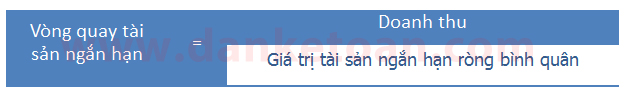 Vòng quay tài
sản ngắn hạn
=
Doanh thu
Giá trị tài sản ngắn hạn ròng bình quân
www.danketoan.com